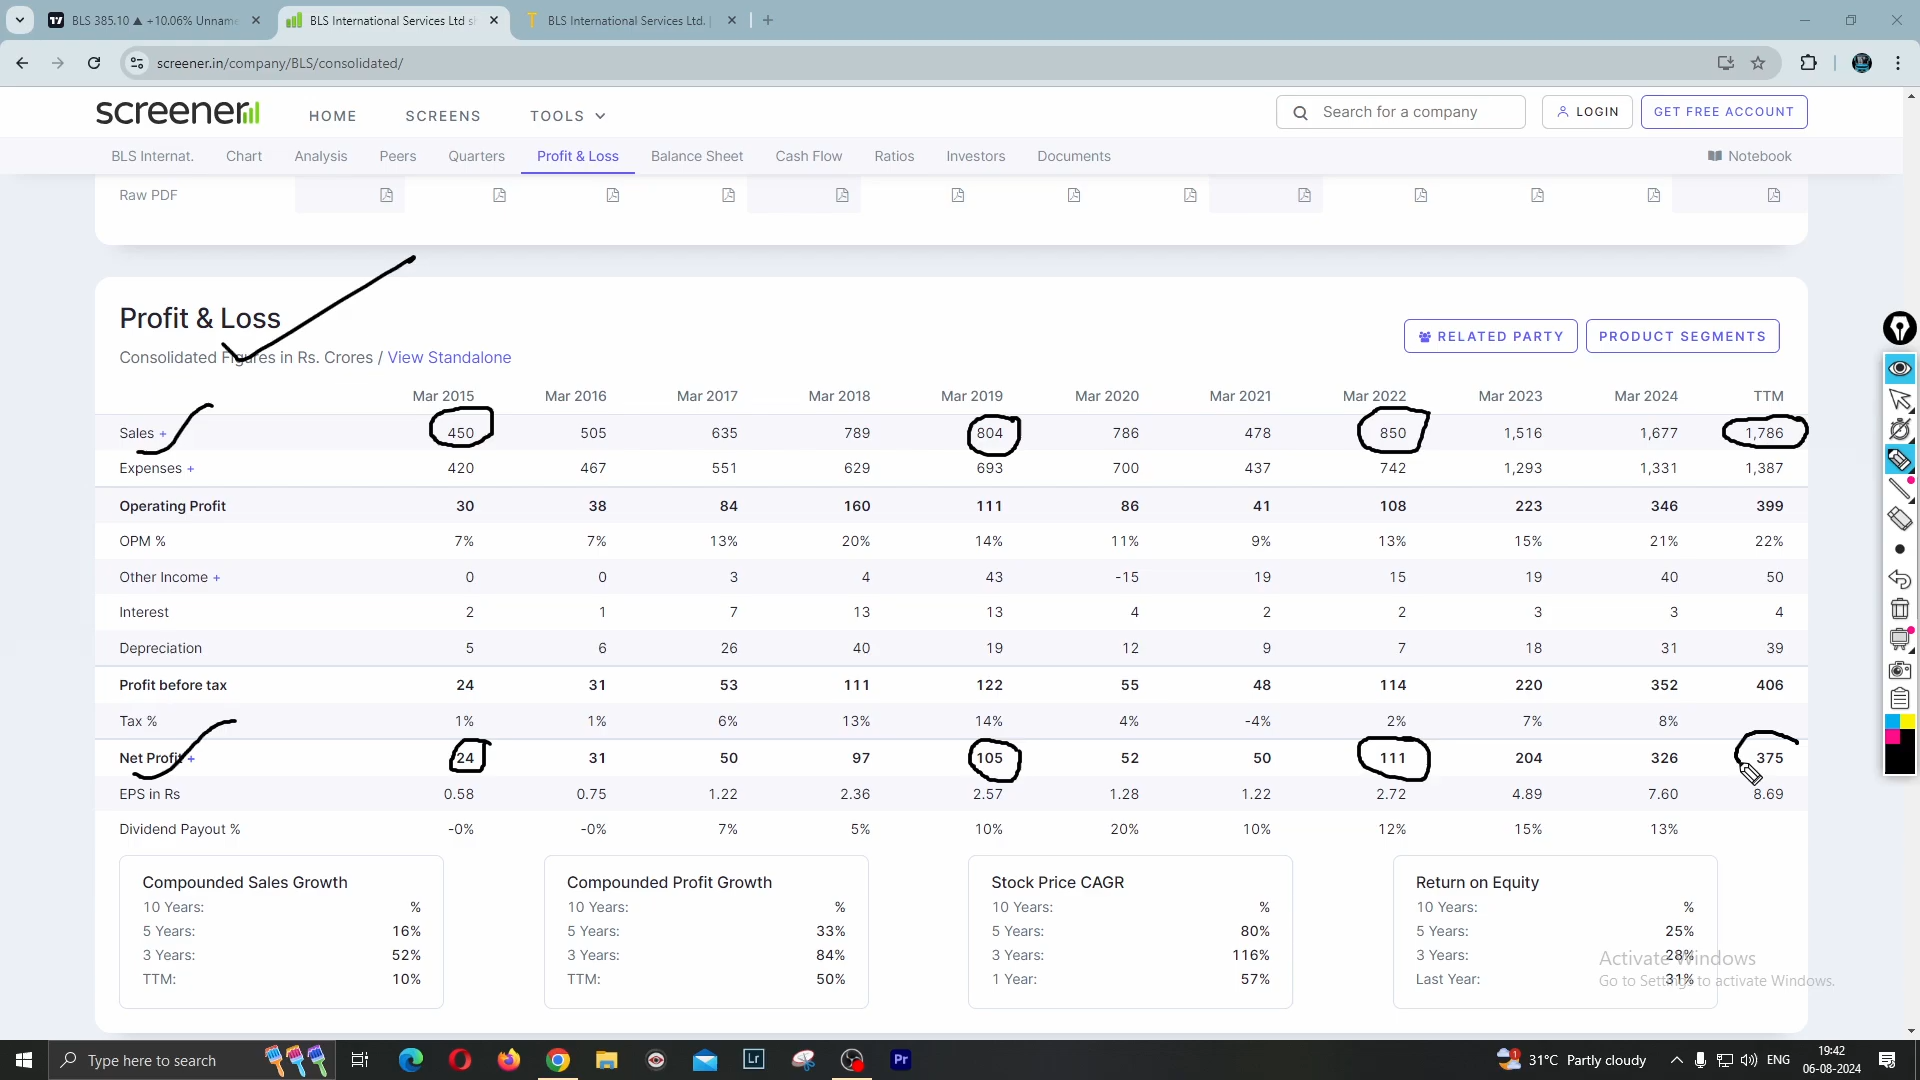 BLS 385.10 ▲ +10.06% Unname
BLS International Services Ltd sh
BLS International Services Ltd. |
screener.in/company/BLS/consolidated/
screener
HOME SCREENS TOOLS
Search for a company
LOGIN
GET FREE ACCOUNT
BLS Internat. Chart Analysis Peers Quarters Profit & Loss Balance Sheet Cash Flow Ratios Investors Documents Notebook
Raw PDF
Profit & Loss
Consolidated Figures in Rs. Crores / View Standalone
RELATED PARTY PRODUCT SEGMENTS
Mar 2015 Mar 2016 Mar 2017 Mar 2018 Mar 2019 Mar 2020 Mar 2021 Mar 2022 Mar 2023 Mar 2024 TTM
Sales + 450 505 635 789 804 786 478 850 1,516 1,677 1,786
Expenses + 420 467 551 629 693 700 437 742 1,293 1,331 1,387
Operating Profit 30 38 84 160 111 86 41 108 223 346 399
OPM % 7% 7% 13% 20% 14% 11% 9% 13% 15% 21% 22%
Other Income + 0 0 3 4 43 -15 19 15 19 40 50
Interest 2 1 7 13 13 4 2 2 3 3 4
Depreciation 5 6 26 40 19 12 9 7 18 31 39
Profit before tax 24 31 53 111 122 55 48 114 220 352 406
Tax % 1% 1% 6% 13% 14% 4% -4% 2% 7% 8%
Net Profit + 24 31 50 97 105 52 50 111 204 326 375
EPS in Rs 0.58 0.75 1.22 2.36 2.57 1.28 1.22 2.72 4.89 7.60 8.69
Dividend Payout % -0% -0% 7% 5% 10% 20% 10% 12% 15% 13%
Compounded Sales Growth
10 Years: %
5 Years: 16%
3 Years: 52%
TTM: 10%
Compounded Profit Growth
10 Years: %
5 Years: 33%
3 Years: 84%
TTM: 50%
Stock Price CAGR
10 Years: %
5 Years: 80%
3 Years: 116%
1 Year: 57%
Return on Equity
10 Years: %
5 Years: 25%
3 Years: 28%
Last Year: 31%
Activate Windows
Go to Settings to activate Windows.
Type here to search
Lr
Pr
1
31°C Partly cloudy
ENG
19:42
06-08-2024